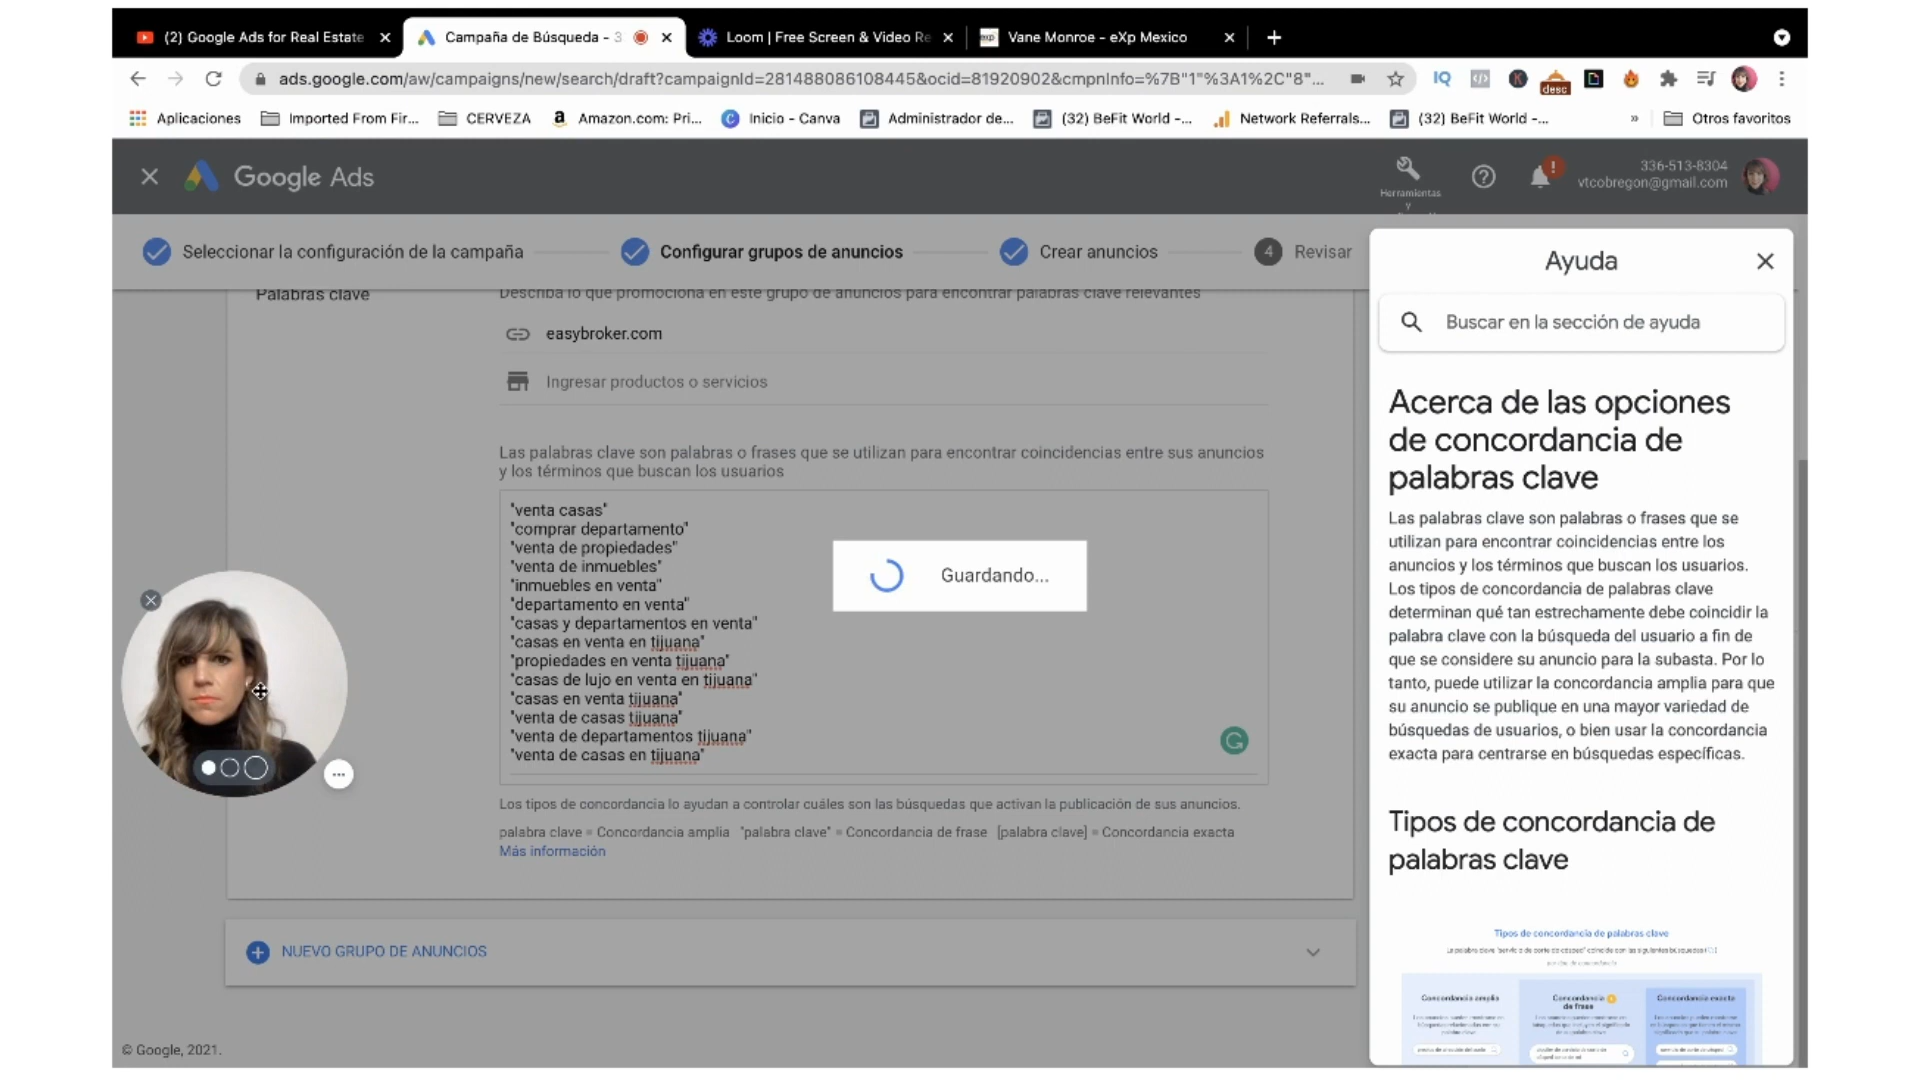 (2) Google Ads for Real Estate
Campaña de Búsqueda - 3
Loom | Free Screen & Video Re
Vane Monroe - eXp Mexico
ads.google.com/aw/campaigns/new/search/draft?campaignId=281488086108445&ocid=81920902&cmpnInfo=%7B"1"%3A1%2C"8"...
IQ
desc
Aplicaciones
Imported From Fir...
CERVEZA
Amazon.com: Pri...
Inicio - Canva
Administrador de...
(32) BeFit World -...
Network Referrals...
(32) BeFit World -...
»
Otros favoritos
Google Ads
Herramientas
y
336-513-8304
vtcobregon@gmail.com
Seleccionar la configuración de la campaña
Configurar grupos de anuncios
Crear anuncios
4 Revisar
Palabras clave
Describa lo que promociona en este grupo de anuncios para encontrar palabras clave relevantes
easybroker.com
Ingresar productos o servicios
Las palabras clave son palabras o frases que se utilizan para encontrar coincidencias entre sus anuncios
y los términos que buscan los usuarios
"venta casas"
"comprar departamento"
"venta de propiedades"
"venta de inmuebles"
"inmuebles en venta"
"departamento en venta"
"casas y departamentos en venta"
"casas en venta en tijuana"
"propiedades en venta tijuana"
"casas de lujo en venta en tijuana"
"casas en venta tijuana"
"venta de casas tijuana"
"venta de departamentos tijuana"
"venta de casas en tijuana"
Guardando...
Los tipos de concordancia lo ayudan a controlar cuáles son las búsquedas que activan la publicación de sus anuncios.
palabra clave = Concordancia amplia "palabra clave" = Concordancia de frase [palabra clave] = Concordancia exacta
Más información
NUEVO GRUPO DE ANUNCIOS
© Google, 2021.
Ayuda
Buscar en la sección de ayuda
Acerca de las opciones
de concordancia de
palabras clave
Las palabras clave son palabras o frases que se
utilizan para encontrar coincidencias entre los
anuncios y los términos que buscan los usuarios.
Los tipos de concordancia de palabras clave
determinan qué tan estrechamente debe coincidir la
palabra clave con la búsqueda del usuario a fin de
que se considere su anuncio para la subasta. Por lo
tanto, puede utilizar la concordancia amplia para que
su anuncio se publique en una mayor variedad de
búsquedas de usuarios, o bien usar la concordancia
exacta para centrarse en búsquedas específicas.
Tipos de concordancia de
palabras clave
Tipos de concordancia de palabras clave
Concordancia amplia
Concordancia
de frase
Concordancia exacta